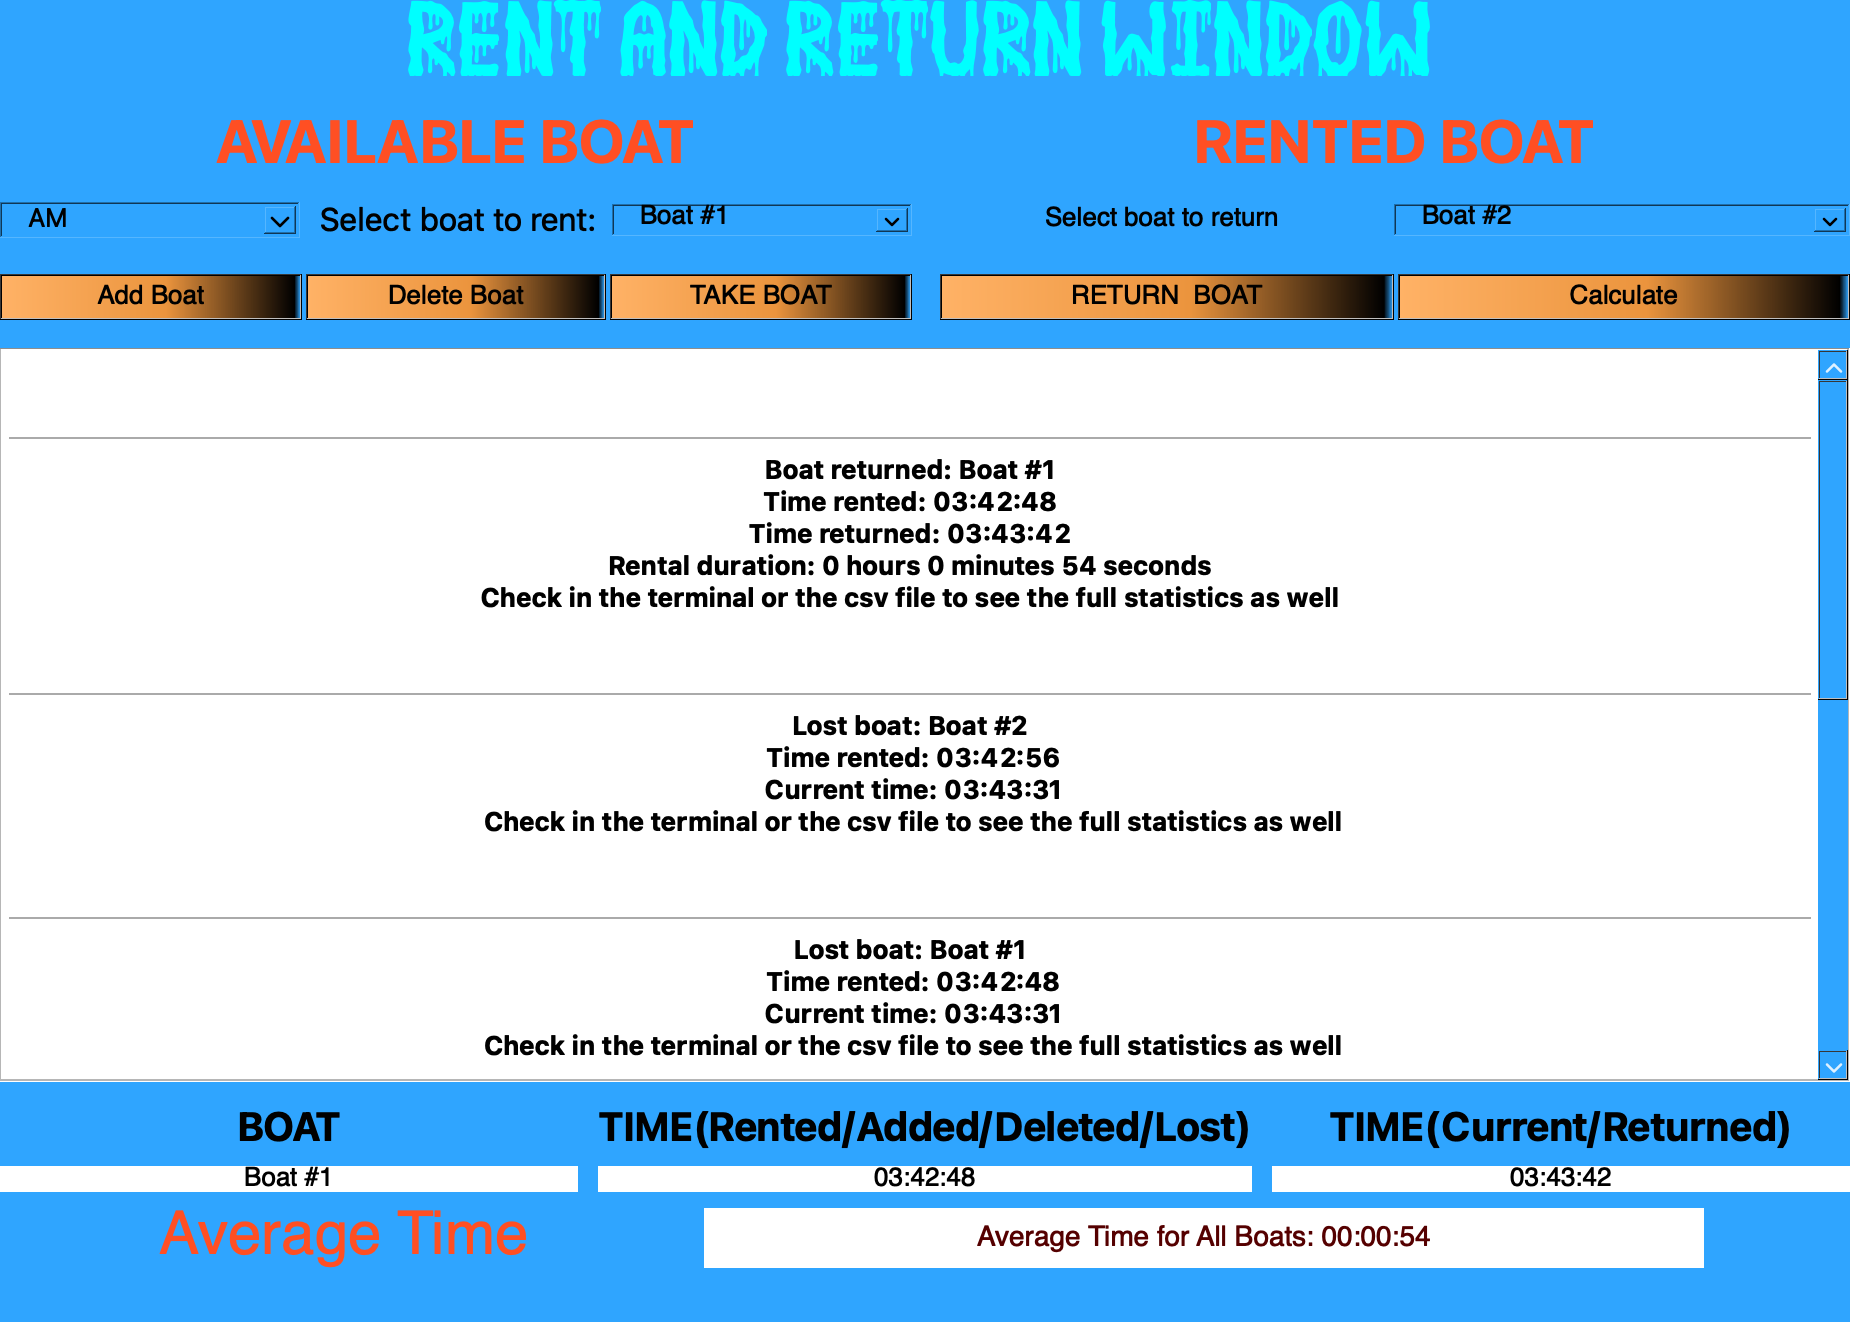 RENT AND RETURN WINDOW
AVAILABLE BOAT
RENTED BOAT
AM
Select boat to rent:
Boat #1
Select boat to return
Boat #2
Add Boat
Delete Boat
TAKE BOAT
RETURN  BOAT
Calculate
Boat returned: Boat #1
Time rented: 03:42:48
Time returned: 03:43:42
Rental duration: 0 hours 0 minutes 54 seconds
Check in the terminal or the csv file to see the full statistics as well
Lost boat: Boat #2
Time rented: 03:42:56
Current time: 03:43:31
Check in the terminal or the csv file to see the full statistics as well
Lost boat: Boat #1
Time rented: 03:42:48
Current time: 03:43:31
Check in the terminal or the csv file to see the full statistics as well
BOAT
TIME(Rented/Added/Deleted/Lost)
TIME(Current/Returned)
Boat #1
03:42:48
03:43:42
Average Time
Average Time for All Boats: 00:00:54